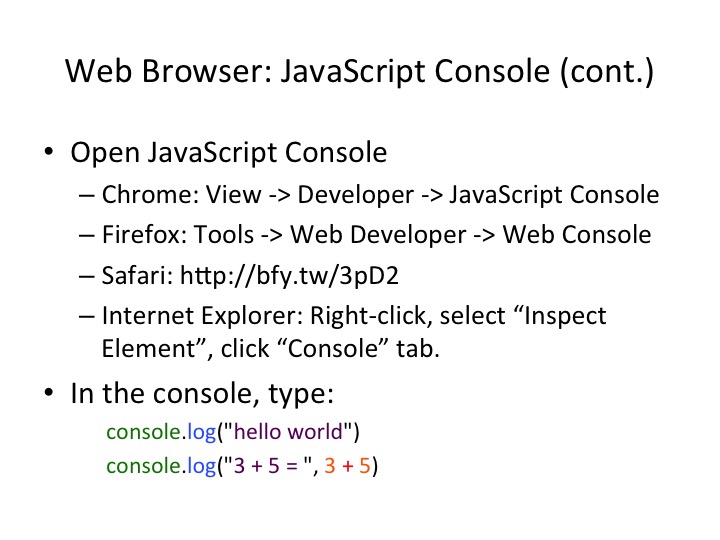 Web Browser: JavaScript Console (cont.)
• Open JavaScript Console
– Chrome: View -> Developer -> JavaScript Console
– Firefox: Tools -> Web Developer -> Web Console
– Safari: http://bfy.tw/3pD2
– Internet Explorer: Right-click, select “Inspect
Element”, click “Console” tab.
• In the console, type:
console.log("hello world")
console.log("3 + 5 = ", 3 + 5)